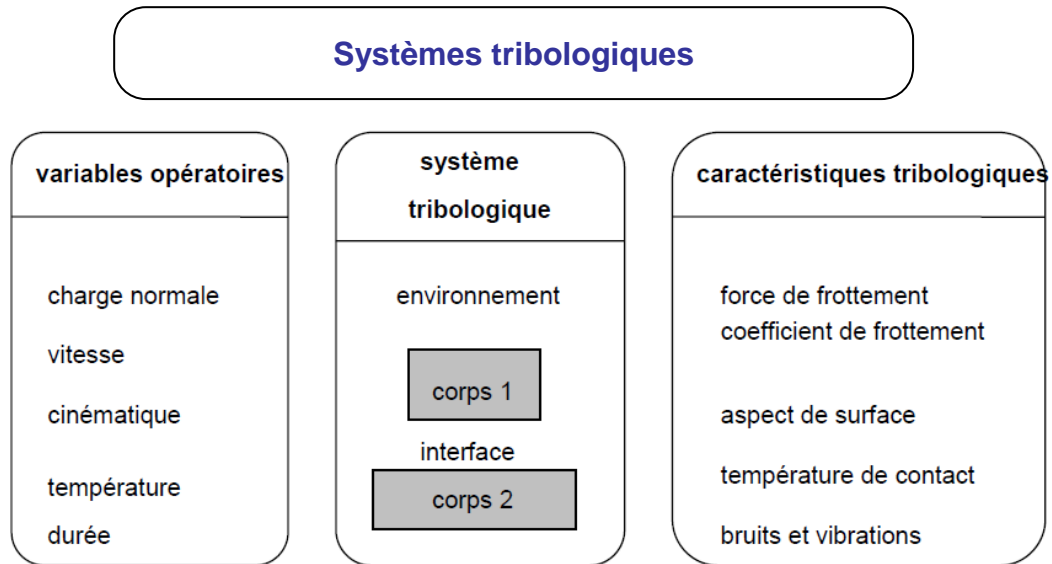 Systèmes tribologiques
variables opératoires
charge normale
vitesse
cinématique
température
durée
système
tribologique
environnement
corps 1
interface
corps 2
caractéristiques tribologiques
force de frottement
coefficient de frottement
aspect de surface
température de contact
bruits et vibrations